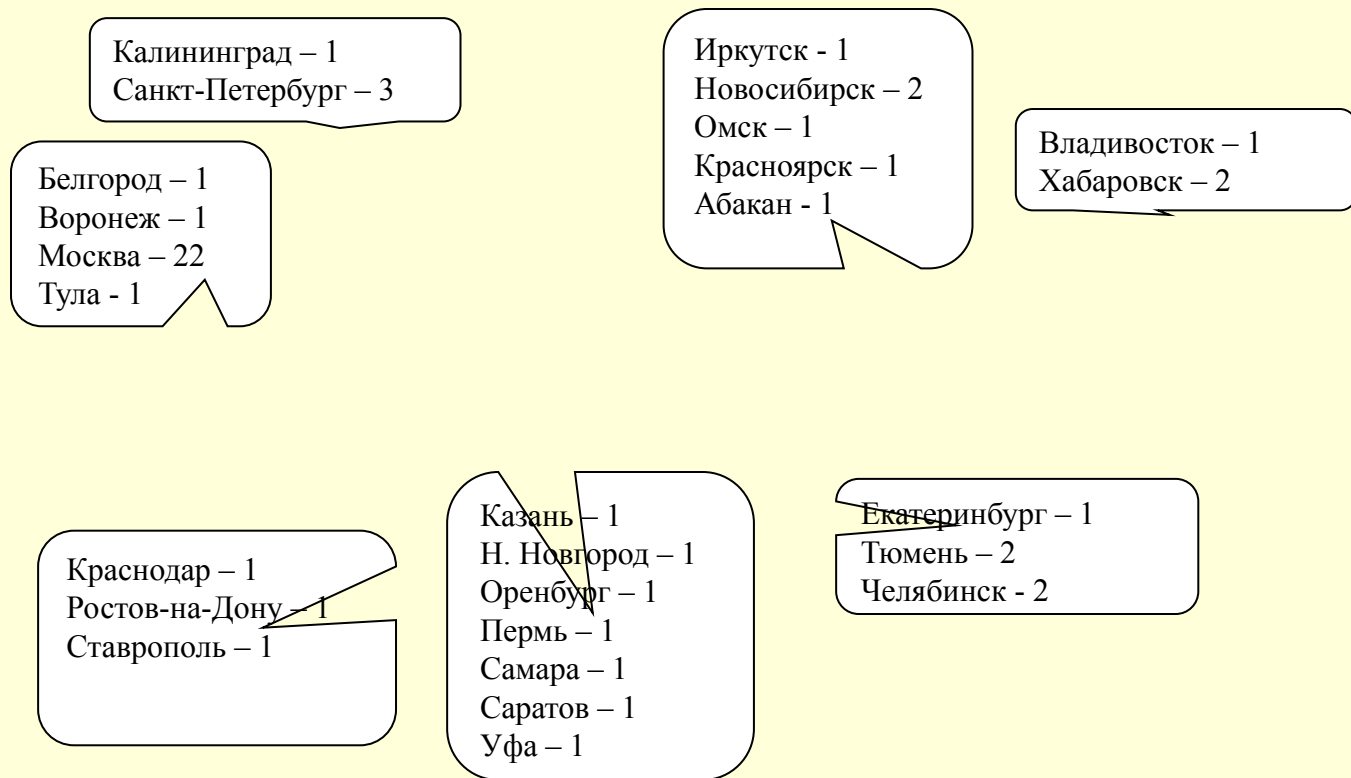 Калининград – 1
Санкт-Петербург – 3
Иркутск - 1
Новосибирск – 2
Омск – 1
Красноярск – 1
Абакан - 1
Владивосток – 1
Хабаровск – 2
Белгород – 1
Воронеж – 1
Москва – 22
Тула - 1
Краснодар – 1
Ростов-на-Дону – 1
Ставрополь – 1
Казань – 1
Н. Новгород – 1
Оренбург – 1
Пермь – 1
Самара – 1
Саратов – 1
Уфа – 1
Екатеринбург – 1
Тюмень – 2
Челябинск - 2